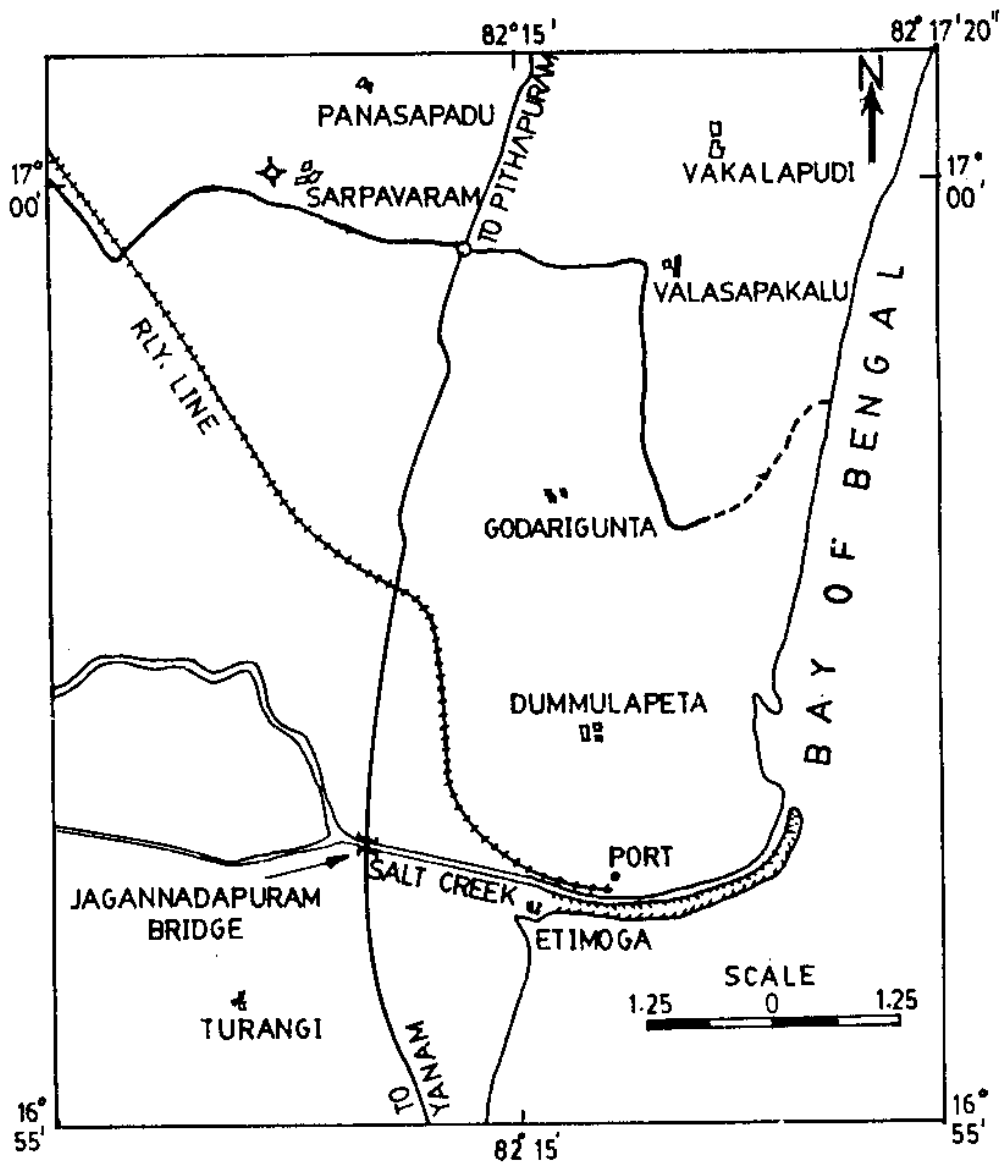 82° 15'
82° 17' 20"
N
PANASAPADU
TO PITHAPURAM
VAKALAPUDI
17°
00'
17°
00'
SARPAVARAM
VALASAPAKALU
RLY. LINE
BAY OF BENGAL
GODARIGUNTA
DUMMULAPETA
PORT
SALT CREEK
JAGANNADAPURAM
BRIDGE
ETIMOGA
SCALE
1.25 0 1.25
TURANGI
TO
YANAM
16°
55'
16°
55'
82° 15'